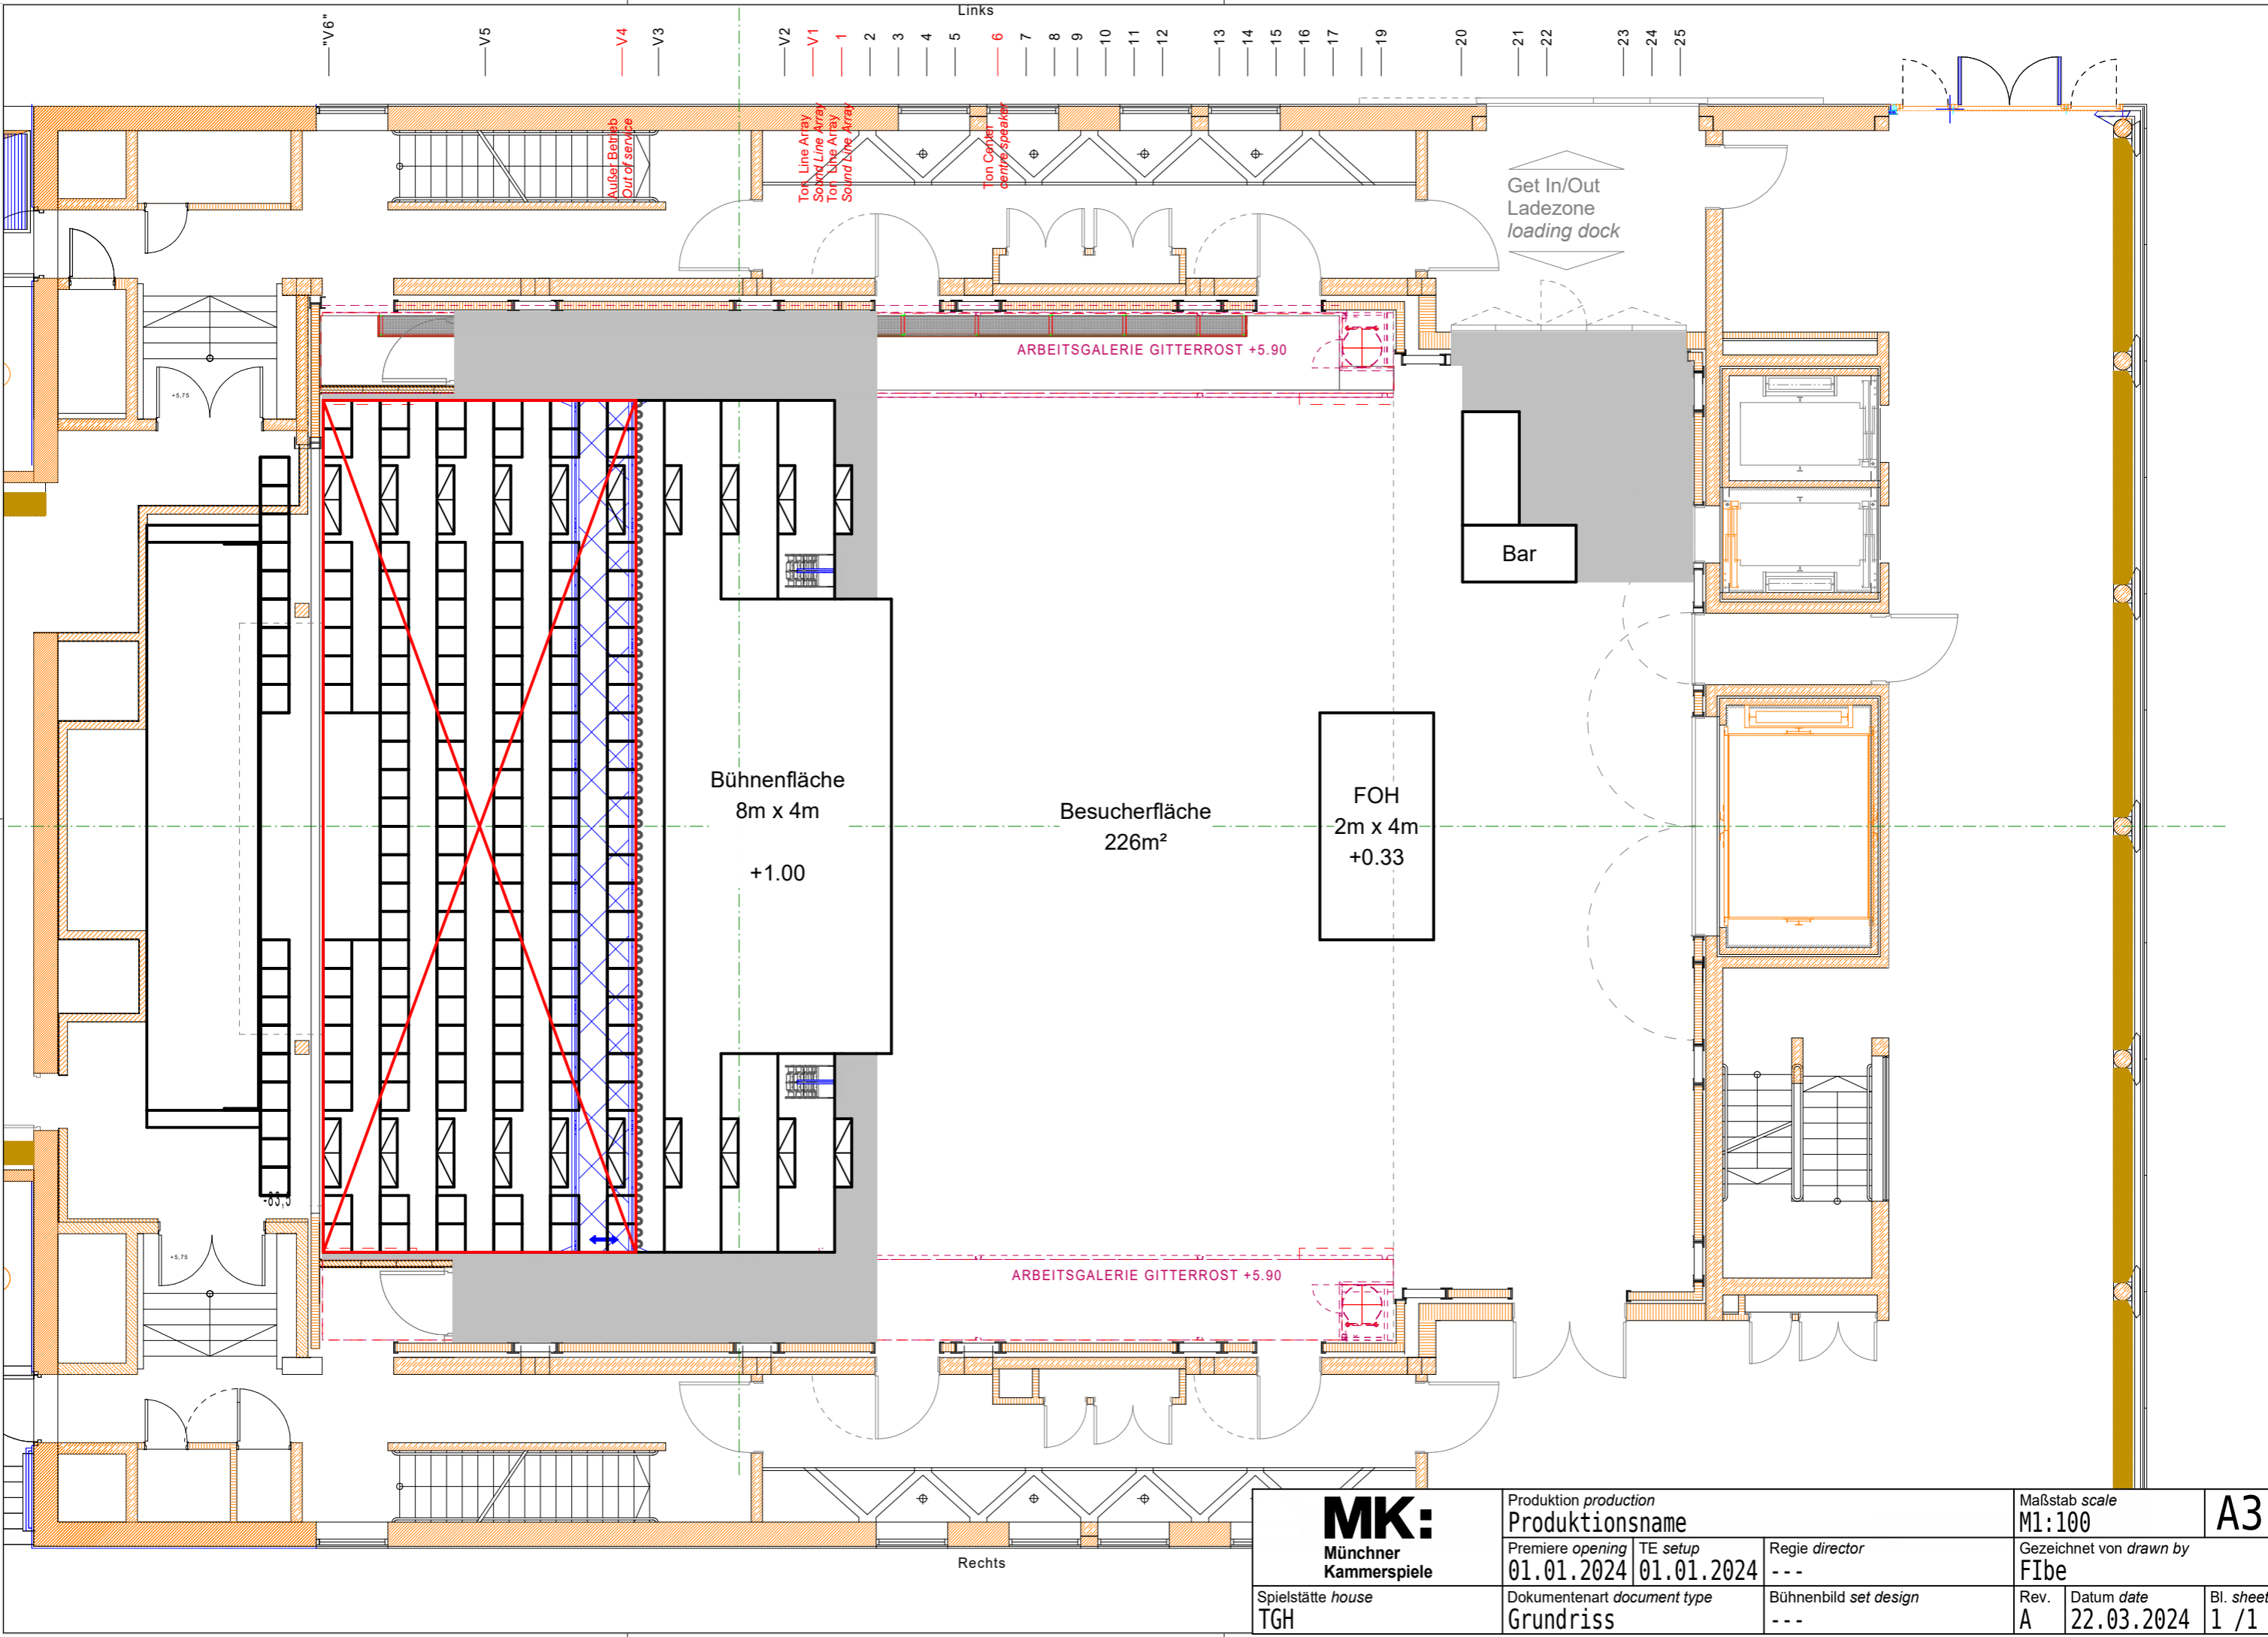 Links
"V6"
V5
V4
V3
V2
V1
1
2
3
4
5
6
7
8
9
10
11
12
13
14
15
16
17
19
20
21
22
23
24
25
Außer Betrieb
Out of service
Ton Line Array
Sound Line Array
Ton Line Array
Sound Line Array
Ton Center
centre speaker
Get In/Out
Ladezone
loading dock
ARBEITSGALERIE GITTERROST +5.90
+5,75
Bar
Bühnenfläche
8m x 4m
+1.00
Besucherfläche
226m²
FOH
2m x 4m
+0.33
-83,5
+5,75
ARBEITSGALERIE GITTERROST +5.90
Rechts
MK:
Münchner
Kammerspiele
Spielstätte house
TGH
Produktion production
Produktionsname
Premiere opening
01.01.2024
TE setup
01.01.2024
Regie director
---
Dokumentenart document type
Grundriss
Bühnenbild set design
---
Maßstab scale
M1:100
A3
Gezeichnet von drawn by
FIbe
Rev.
A
Datum date
22.03.2024
Bl. sheet
1 /1